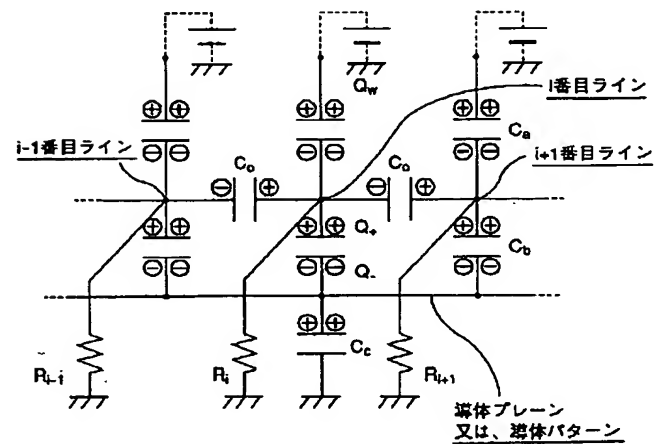 Qw
i番目ライン
i-1番目ライン
Co
Co
Ca
i+1番目ライン
Q+
Q-
Cb
Ri-i
Ri
Cc
Ri+1
導体プレーン
又は、導体パターン